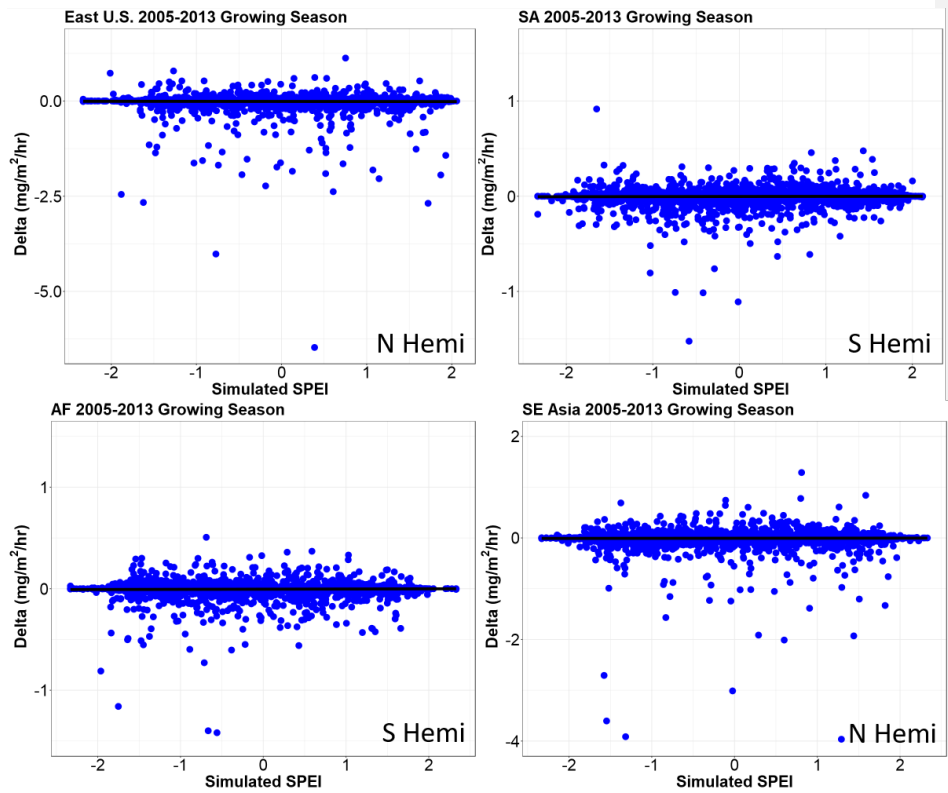 East U.S. 2005-2013 Growing Season
Delta (mg/m²/hr)
0.0
-2.5
-5.0
N Hemi
-2 -1 0 1 2
Simulated SPEI
SA 2005-2013 Growing Season
Delta (mg/m²/hr)
1
0
-1
S Hemi
-2 -1 0 1 2
Simulated SPEI
AF 2005-2013 Growing Season
Delta (mg/m²/hr)
1
0
-1
S Hemi
-2 -1 0 1 2
Simulated SPEI
SE Asia 2005-2013 Growing Season
Delta (mg/m²/hr)
2
0
-2
-4
N Hemi
-2 -1 0 1 2
Simulated SPEI